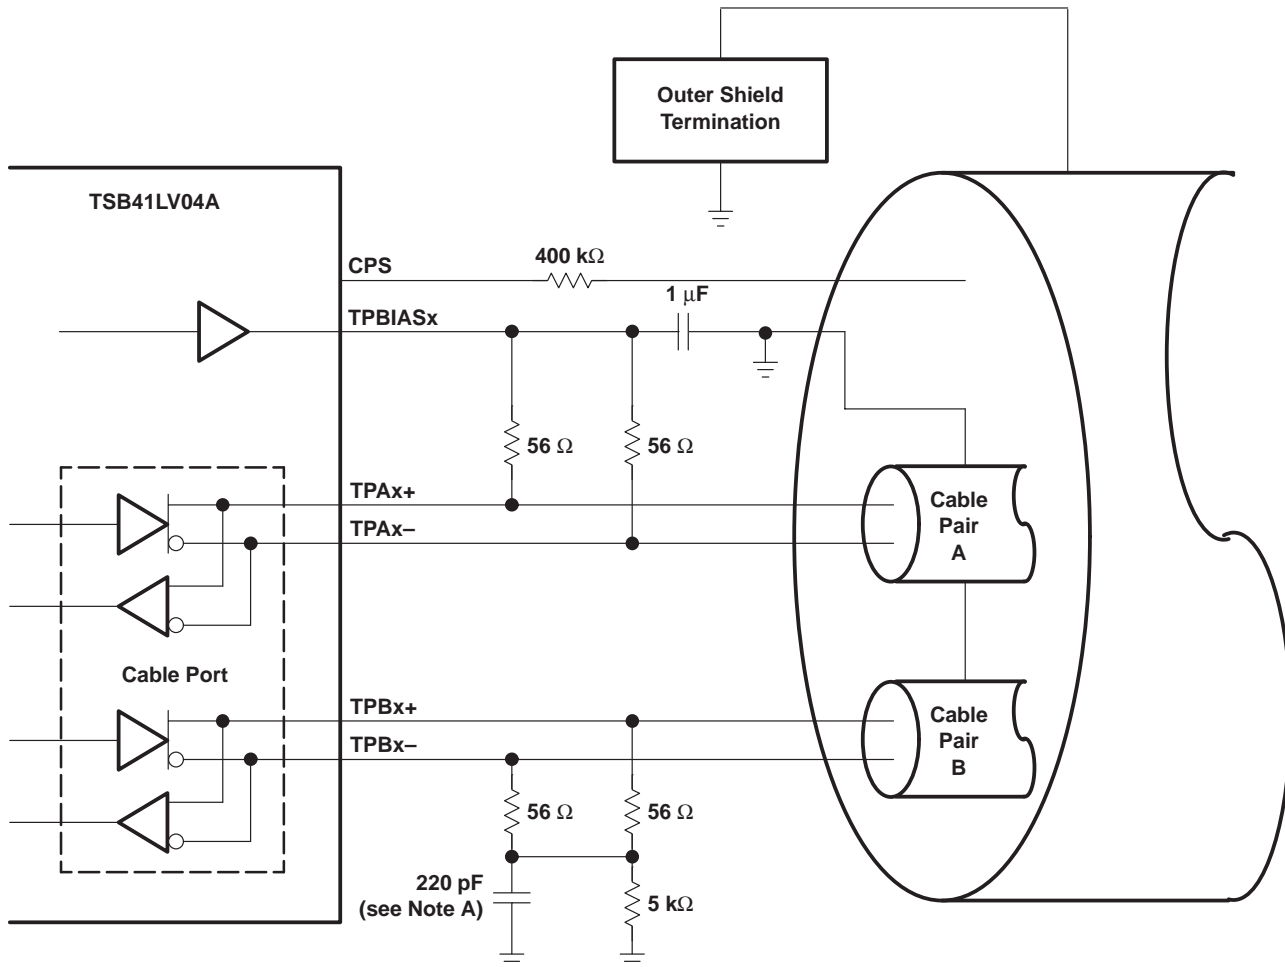 Outer Shield
Termination
TSB41LV04A
CPS
400 kΩ
1 μF
TPBIASx
56 Ω
56 Ω
TPAx+
TPAx–
Cable
Pair
A
Cable Port
TPBx+
TPBx–
Cable
Pair
B
56 Ω
56 Ω
220 pF
(see Note A)
5 kΩ